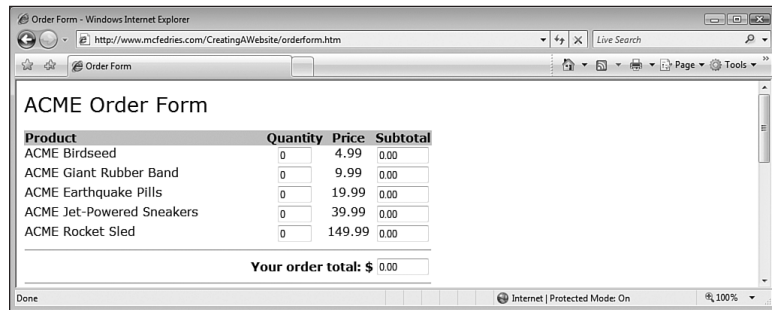 Order Form - Windows Internet Explorer
http://www.mcfedries.com/CreatingAWebsite/orderform.htm
Live Search
Order Form
Page
Tools
ACME Order Form
Product Quantity Price Subtotal
ACME Birdseed 0 4.99 0.00
ACME Giant Rubber Band 0 9.99 0.00
ACME Earthquake Pills 0 19.99 0.00
ACME Jet-Powered Sneakers 0 39.99 0.00
ACME Rocket Sled 0 149.99 0.00
Your order total: $ 0.00
Done
Internet | Protected Mode: On
100%